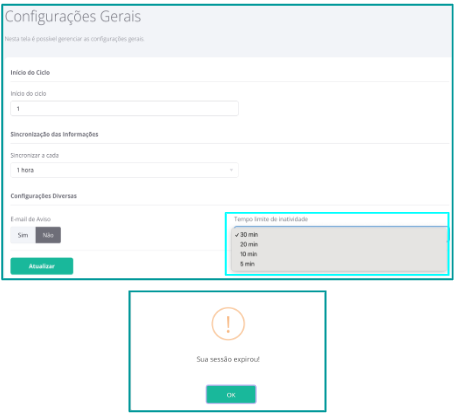 Configurações Gerais
Nesta tela é possível gerenciar as configurações gerais
Início do Ciclo
Início do ciclo
1
Sincronização das Informações
Sincronizar a cada
1 hora
Configurações Diversas
E-mail de Aviso
Sim Não
Tempo limite de inatividade
✓ 30 min
20 min
10 min
5 min
Atualizar
!
Sua sessão expirou!
OK